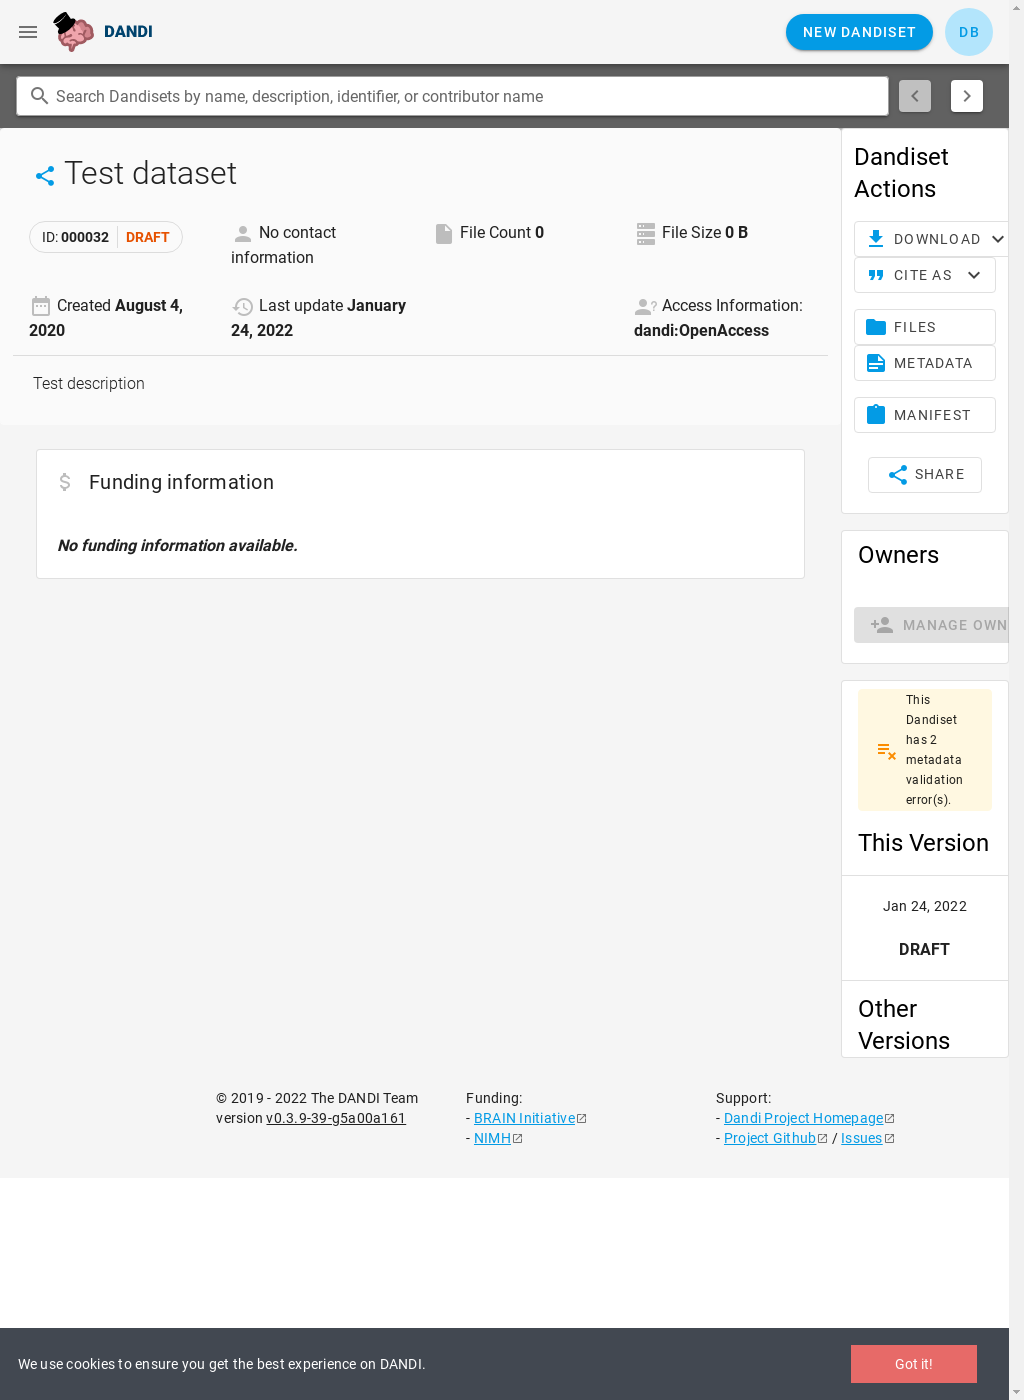 DANDI
NEW DANDISET
DB
Search Dandisets by name, description, identifier, or contributor name
Test dataset
ID: 000032 DRAFT
No contact
information
File Count 0
File Size 0 B
Created August 4,
2020
Last update January
24, 2022
Access Information:
dandi:OpenAccess
Test description
Funding information
No funding information available.
Dandiset
Actions
DOWNLOAD
CITE AS
FILES
METADATA
MANIFEST
SHARE
Owners
MANAGE OWN
This
Dandiset
has 2
metadata
validation
error(s).
This Version
Jan 24, 2022
DRAFT
Other
Versions
© 2019 - 2022 The DANDI Team
version v0.3.9-39-g5a00a161
Funding:
- BRAIN Initiative
- NIMH
Support:
- Dandi Project Homepage
- Project Github / Issues
We use cookies to ensure you get the best experience on DANDI.
Got it!